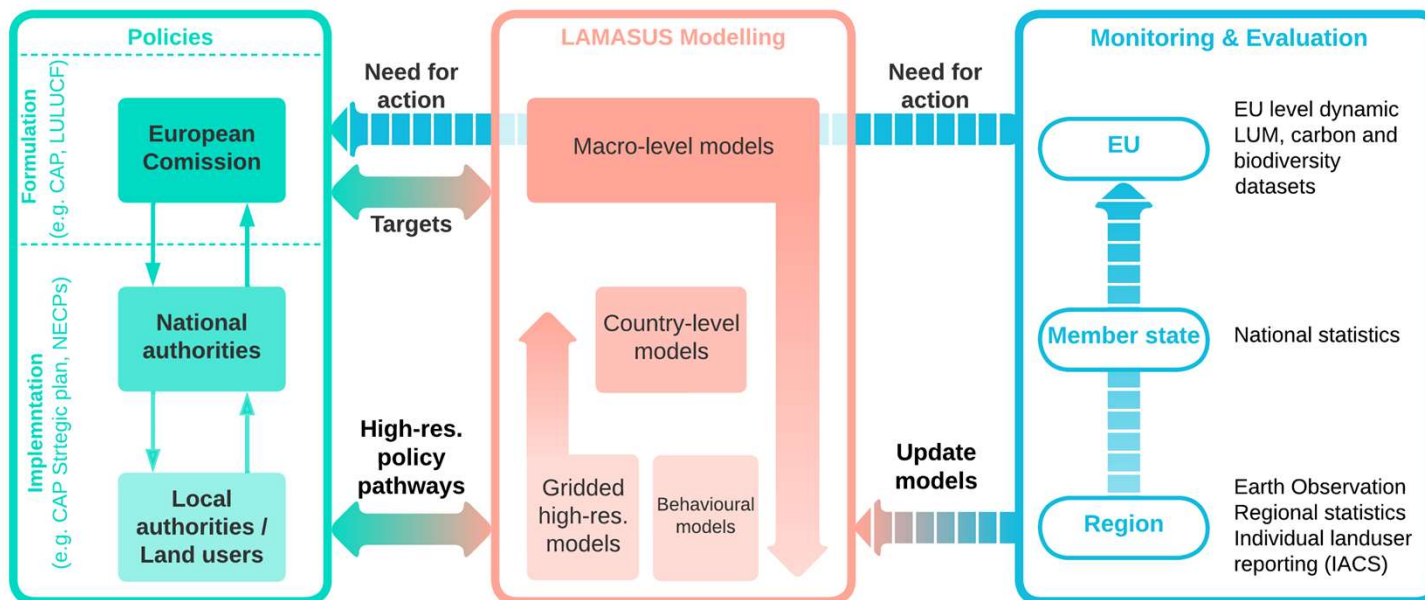 Policies
Formulation
(e.g. CAP, LULUCF)
European
Comission
National
authorities
Implemntation
(e.g. CAP Strtegic plan, NECPs)
Local
authorities /
Land users
Need for
action
Targets
High-res.
policy
pathways
LAMASUS Modelling
Macro-level models
Country-level
models
Gridded
high-res.
models
Behavioural
models
Need for
action
Update
models
Monitoring & Evaluation
EU
EU level dynamic
LUM, carbon and
biodiversity
datasets
Member state
National statistics
Region
Earth Observation
Regional statistics
Individual landuser
reporting (IACS)